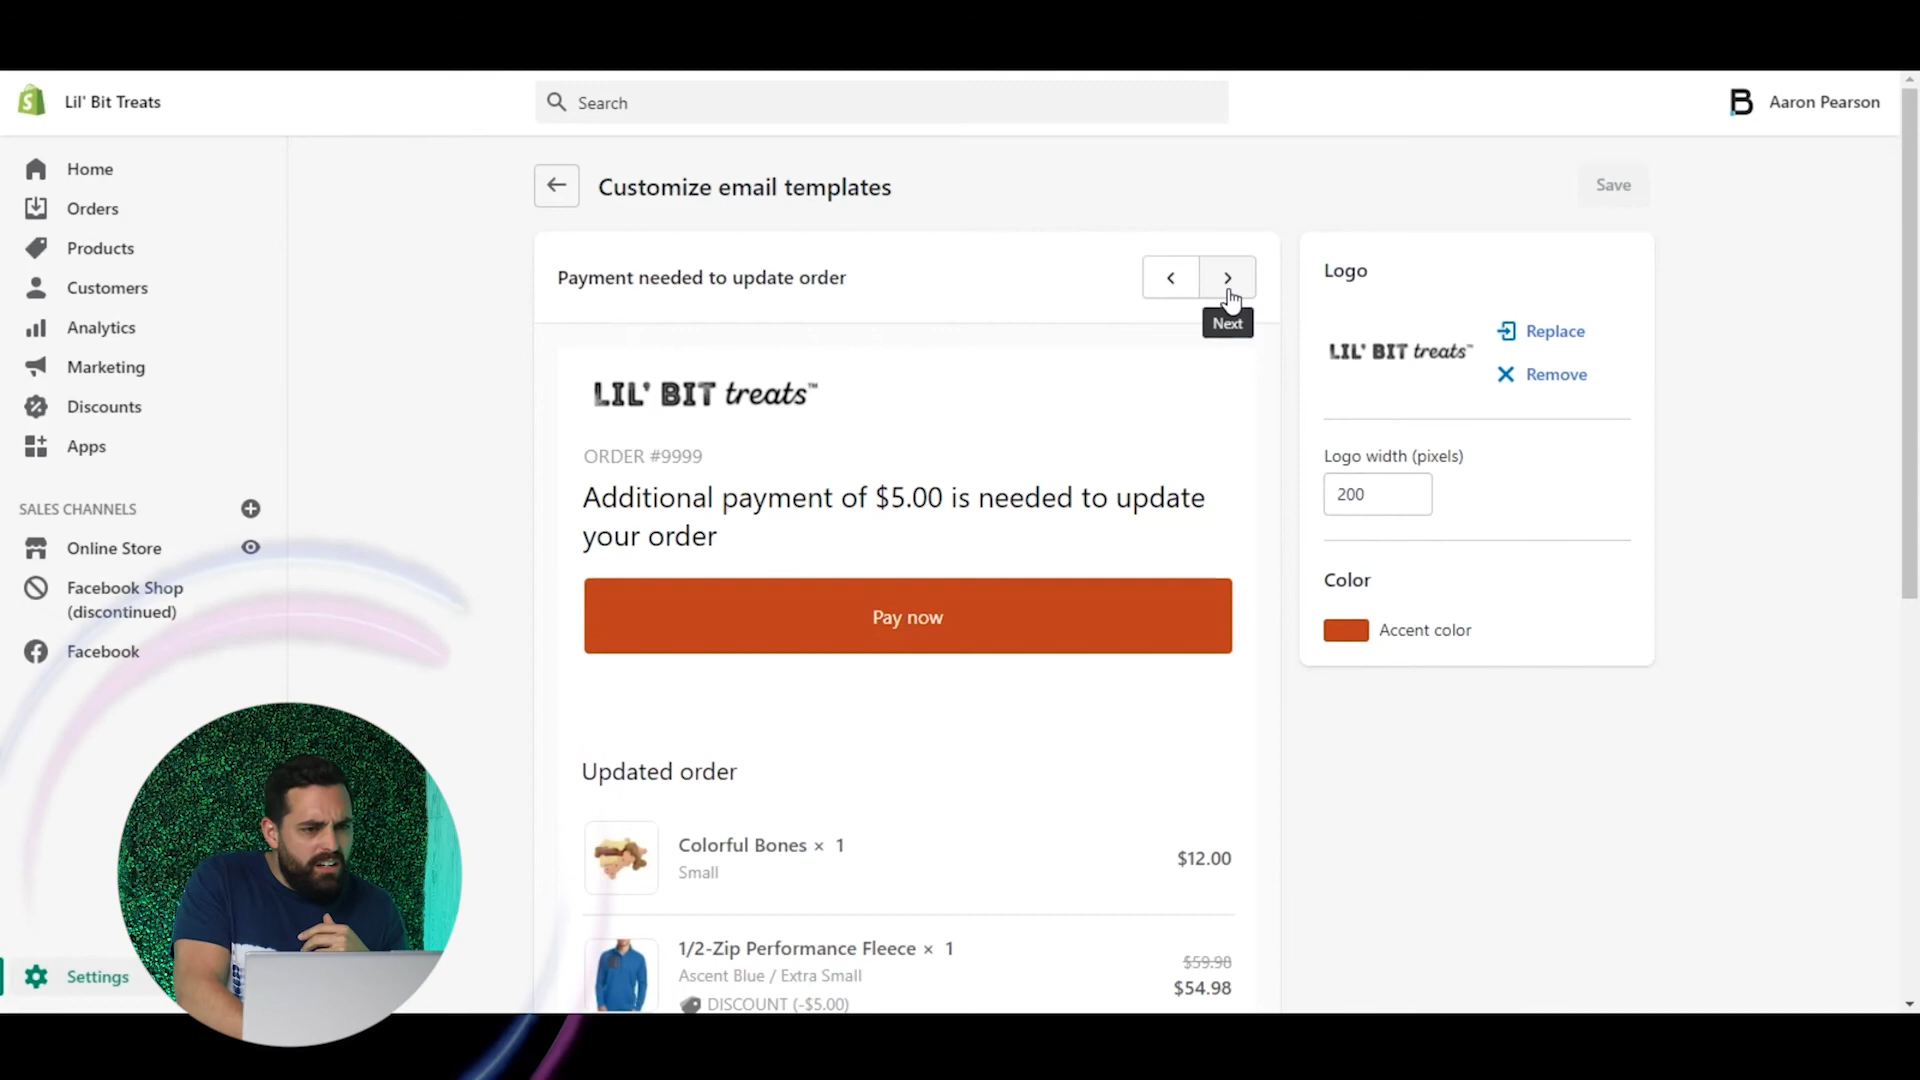 Lil' Bit Treats
Search
Aaron Pearson
Home
Orders
Products
Customers
Analytics
Marketing
Discounts
Apps
SALES CHANNELS
Online Store
Facebook Shop
(discontinued)
Facebook
Settings
Customize email templates
Save
Payment needed to update order
Next
LIL' BIT treats™
ORDER #9999
Additional payment of $5.00 is needed to update
your order
Pay now
Updated order
Colorful Bones × 1
Small
$12.00
1/2-Zip Performance Fleece × 1
Ascent Blue / Extra Small
DISCOUNT (-$5.00)
$59.98
$54.98
Logo
LIL' BIT treats™
Replace
Remove
Logo width (pixels)
200
Color
Accent color